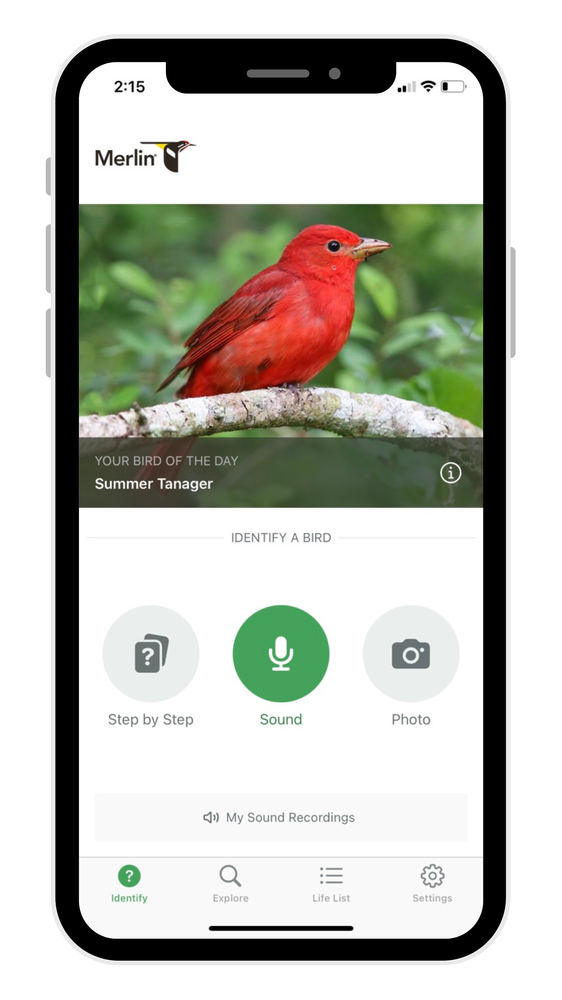 2:15
Merlin®
YOUR BIRD OF THE DAY
Summer Tanager
IDENTIFY A BIRD
Step by Step
Sound
Photo
My Sound Recordings
Identify
Explore
Life List
Settings